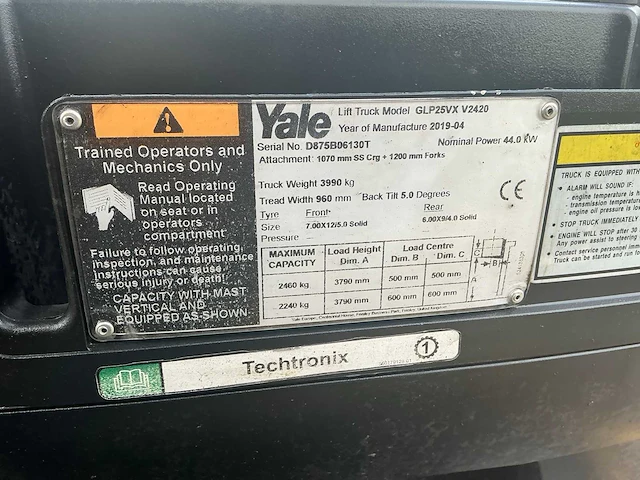 Trained Operators and
Mechanics Only
Read Operating
Manual located
on seat or in
operators
compartment
Failure to follow operating,
inspection, and maintenance
instructions can cause
serious injury or death!
CAPACITY WITH MAST
VERTICAL AND
EQUIPPED AS SHOWN
Yale
Lift Truck Model GLP25VX V2420
Year of Manufacture 2019-04
Serial No. D875B06130T Nominal Power 44.0 kW
Attachment: 1070 mm SS Crg + 1200 mm Forks
Truck Weight 3990 kg
Tread Width 960 mm Back Tilt 5.0 Degrees
Tyre Front Rear
Size 7.00X12/5.0 Solid 6.00X9/4.0 Solid
Pressure
MAXIMUM CAPACITY Load Height Dim. A Load Centre Dim. B Dim. C
2460 kg 3790 mm 500 mm 500 mm
2240 kg 3790 mm 600 mm 600 mm
CE
C
B
A
TRUCK IS EQUIPPED
• ALARM WILL SOUND IF:
- engine temperature is h
- transmission temperatur
- engine oil pressure is lo
• STOP TRUCK IMMEDIATELY
• ENGINE WILL STOP after 30
Any power assist to steering
• Contact service personnel imm
Truck can be started and run fo
Techtronix
1